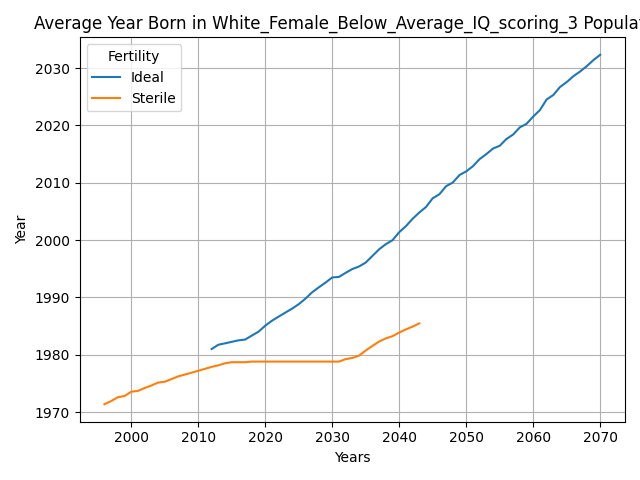 Average Year Born in White_Female_Below_Average_IQ_scoring_3 Populat
Fertility
Ideal
Sterile
2030
2020
2010
2000
1990
1980
1970
Year
2000 2010 2020 2030 2040 2050 2060 2070
Years